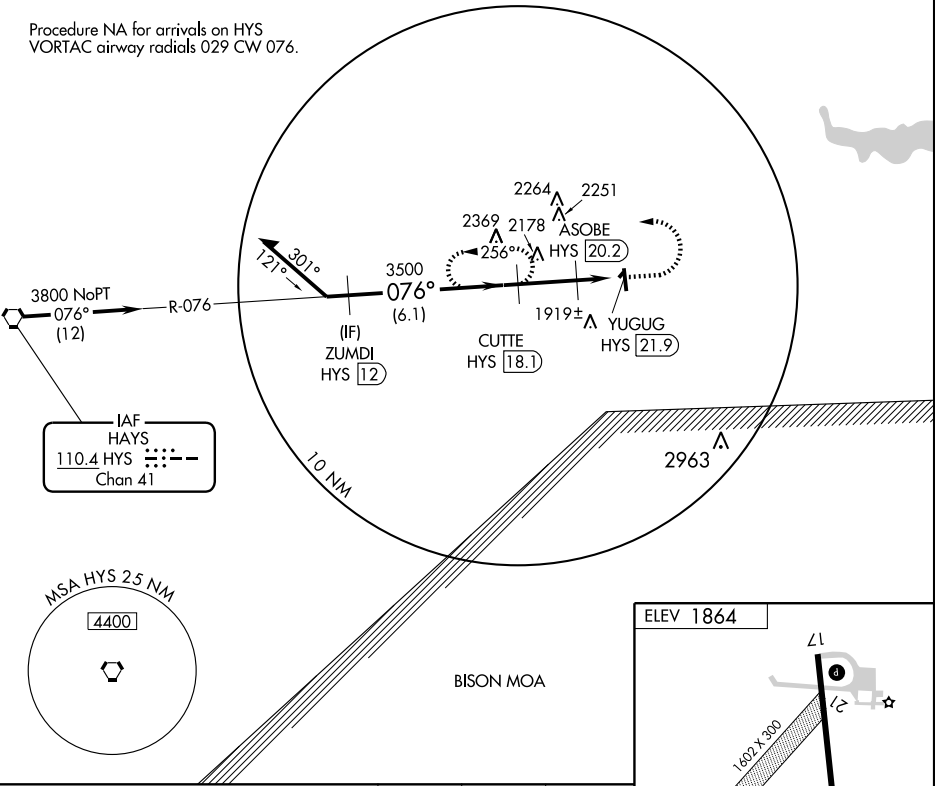 Procedure NA for arrivals on HYS
VORTAC airway radials 029 CW 076.
2264
2251
2369
2178
ASOBE
HYS 20.2
256°
301°
121°
3500
076°
(6.1)
3800 NoPT
076°
(12)
R-076
1919±
(IF)
ZUMDI
HYS 12
CUTTE
HYS 18.1
YUGUG
HYS 21.9
IAF
HAYS
110.4 HYS
Chan 41
2963
10 NM
MSA HYS 25 NM
4400
BISON MOA
ELEV 1864
17
P
21
1602 X 300